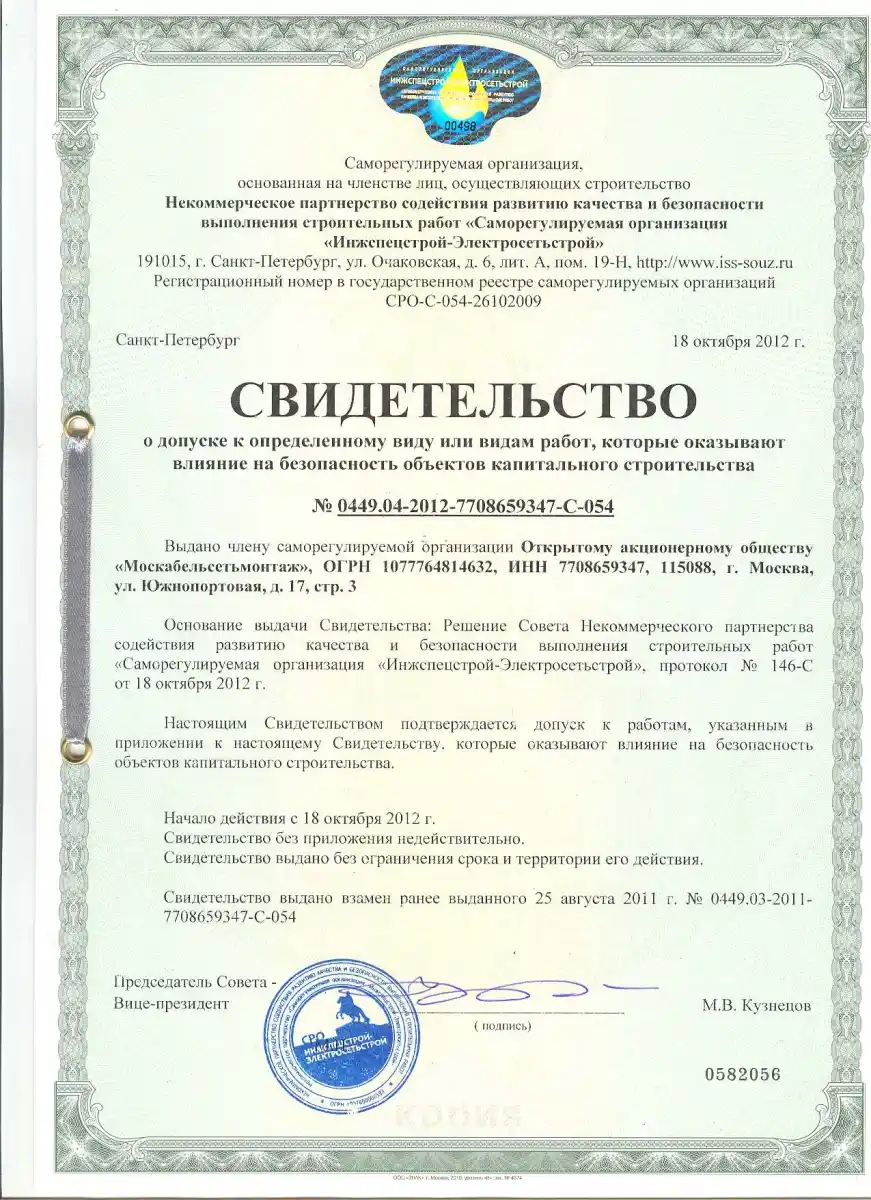 САМОРЕГУЛИРУЕМАЯ ОРГАНИЗАЦИЯ
ИНЖСПЕЦСТРОЙ-ЭЛЕКТРОСЕТЬСТРОЙ
00498
Саморегулируемая организация,
основанная на членстве лиц, осуществляющих строительство
Некоммерческое партнерство содействия развитию качества и безопасности
выполнения строительных работ «Саморегулируемая организация
«Инжспецстрой-Электросетьстрой»
191015, г. Санкт-Петербург, ул. Очаковская, д. 6, лит. А, пом. 19-Н, http://www.iss-souz.ru
Регистрационный номер в государственном реестре саморегулируемых организаций
СРО-С-054-26102009
Санкт-Петербург 18 октября 2012 г.
СВИДЕТЕЛЬСТВО
о допуске к определенному виду или видам работ, которые оказывают
влияние на безопасность объектов капитального строительства
№ 0449.04-2012-7708659347-С-054
Выдано члену саморегулируемой организации Открытому акционерному обществу
«Москабельсетьмонтаж», ОГРН 1077764814632, ИНН 7708659347, 115088, г. Москва,
ул. Южнопортовая, д. 17, стр. 3
Основание выдачи Свидетельства: Решение Совета Некоммерческого партнерства
содействия развитию качества и безопасности выполнения строительных работ
«Саморегулируемая организация «Инжспецстрой-Электросетьстрой», протокол № 146-С
от 18 октября 2012 г.
Настоящим Свидетельством подтверждается допуск к работам, указанным в
приложении к настоящему Свидетельству, которые оказывают влияние на безопасность
объектов капитального строительства.
Начало действия с 18 октября 2012 г.
Свидетельство без приложения недействительно.
Свидетельство выдано без ограничения срока и территории его действия.
Свидетельство выдано взамен ранее выданного 25 августа 2011 г. № 0449.03-2011-
7708659347-С-054
Председатель Совета -
Вице-президент М.В. Кузнецов
( подпись)
СРО
ИНЖСПЕЦСТРОЙ-
ЭЛЕКТРОСЕТЬСТРОЙ
0582056